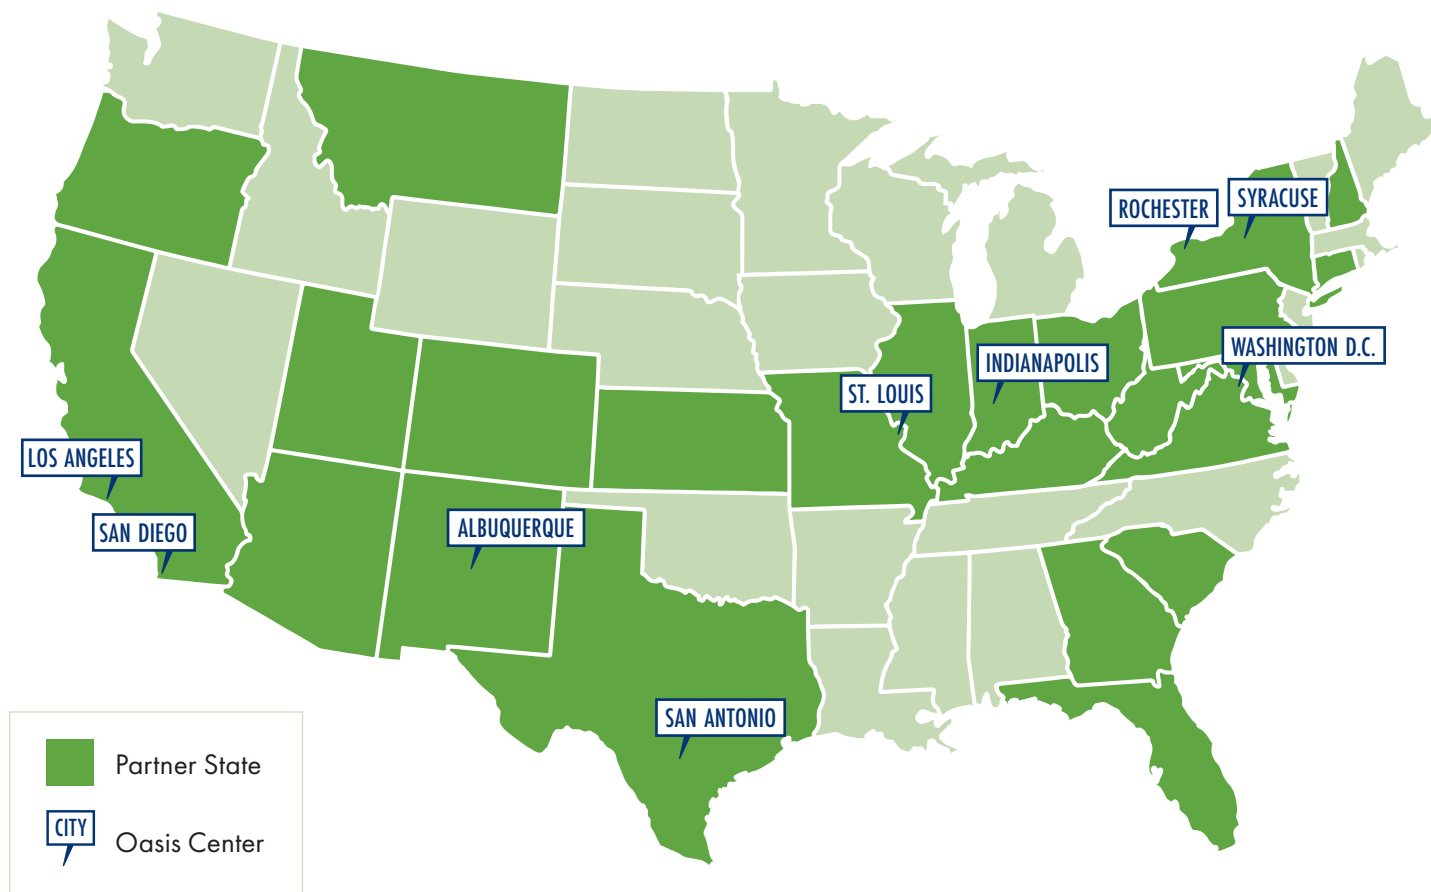 ROCHESTER
SYRACUSE
WASHINGTON D.C.
INDIANAPOLIS
ST. LOUIS
LOS ANGELES
SAN DIEGO
ALBUQUERQUE
SAN ANTONIO
Partner State
CITY
Oasis Center